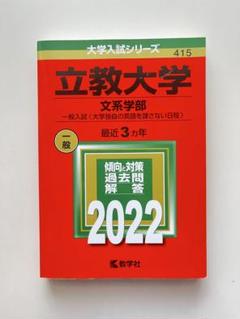 大学入試シリーズ
415
立教大学
文系学部
一般入試〈大学独自の英語を課さない日程〉
最近3カ年
一般
傾向と対策
過去問
解答
2022
教学社